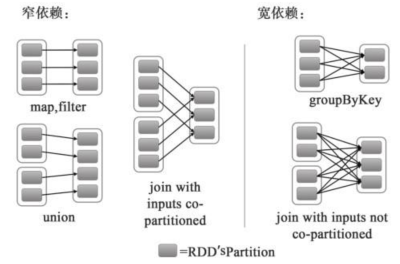 窄依赖：
宽依赖：
map,filter
union
join with
inputs co-
partitioned
groupByKey
join with inputs not
co-partitioned
=RDD'sPartition